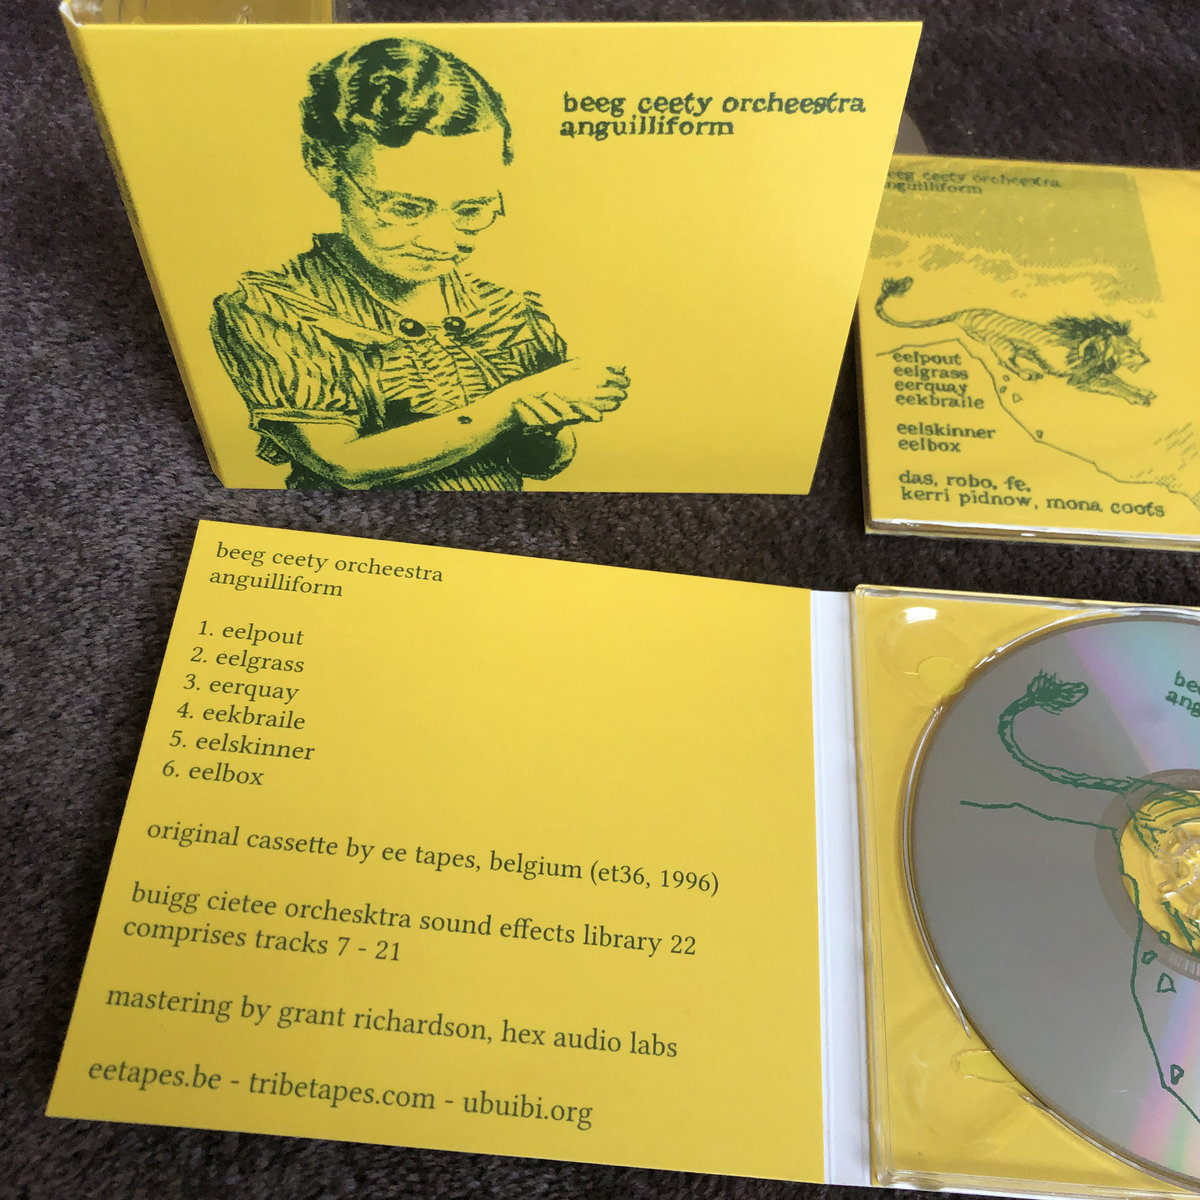 beeg ceety orcheestra
anguilliform
beeg ceety orcheestra
anguilliform
eelpout
eelgrass
eerquay
eekbraile
eelskinner
eelbox
das, robo, fe,
kerri pidnow, mona coots
beeg ceety orcheestra
anguilliform
1. eelpout
2. eelgrass
3. eerquay
4. eekbraile
5. eelskinner
6. eelbox
original cassette by ee tapes, belgium (et36, 1996)
buigg cietee orchesktra sound effects library 22
comprises tracks 7 - 21
mastering by grant richardson, hex audio labs
eetapes.be - tribetapes.com - ubuibi.org